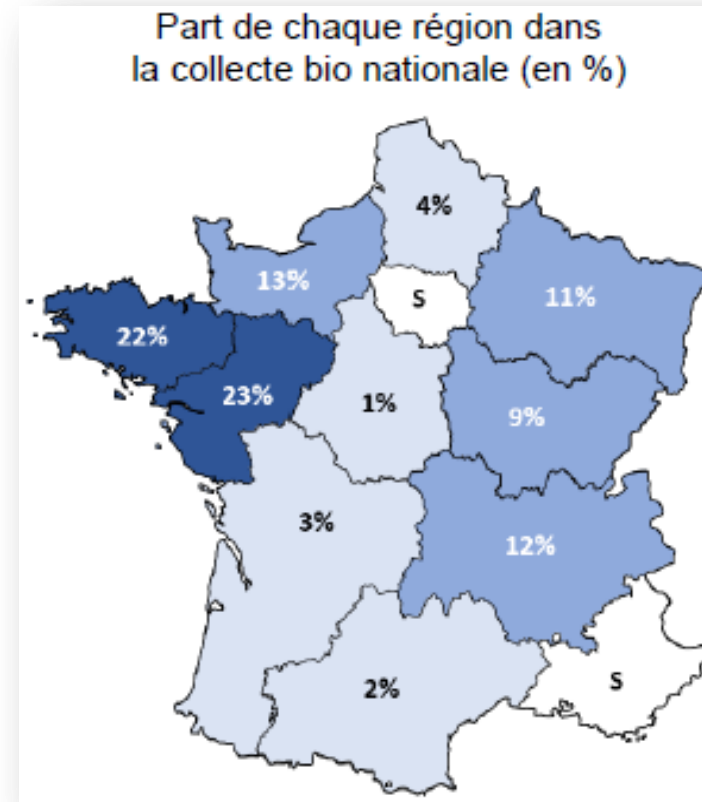 Part de chaque région dans
la collecte bio nationale (en %)
4%
13%
S
11%
22%
23%
1%
9%
3%
12%
2%
S